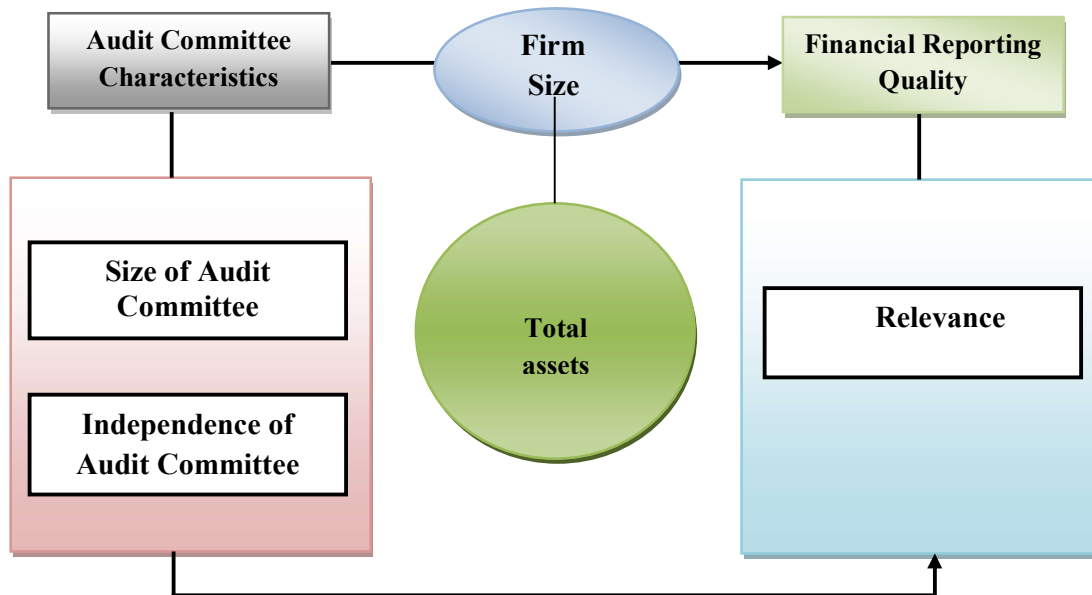 Audit Committee
Characteristics
Firm
Size
Financial Reporting
Quality
Size of Audit
Committee
Independence of
Audit Committee
Total
assets
Relevance